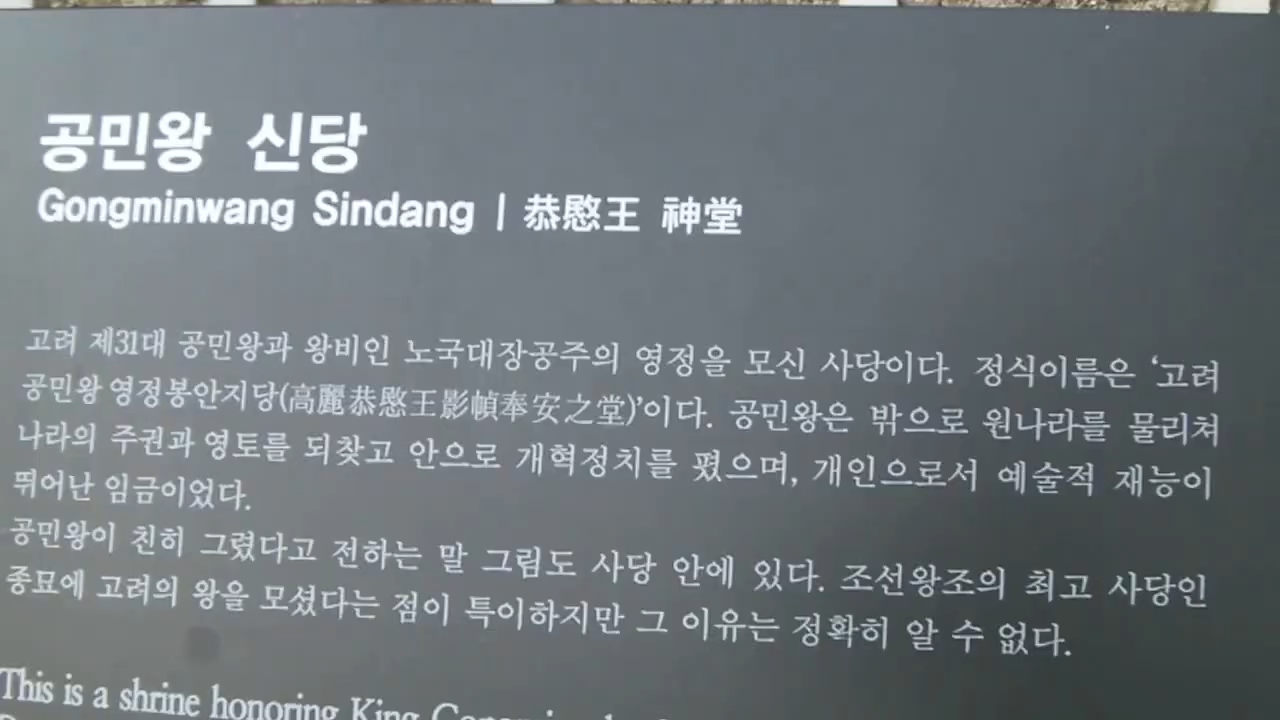 공민왕 신당
Gongminwang Sindang | 恭愍王 神堂
고려 제31대 공민왕과 왕비인 노국대장공주의 영정을 모신 사당이다. 정식이름은 ‘고려
공민왕 영정봉안지당(高麗恭愍王影幀奉安之堂)’이다. 공민왕은 밖으로 원나라를 물리쳐
나라의 주권과 영토를 되찾고 안으로 개혁정치를 폈으며, 개인으로서 예술적 재능이
뛰어난 임금이었다.
공민왕이 친히 그렸다고 전하는 말 그림도 사당 안에 있다. 조선왕조의 최고 사당인
종묘에 고려의 왕을 모셨다는 점이 특이하지만 그 이유는 정확히 알 수 없다.
This is a shrine honoring King